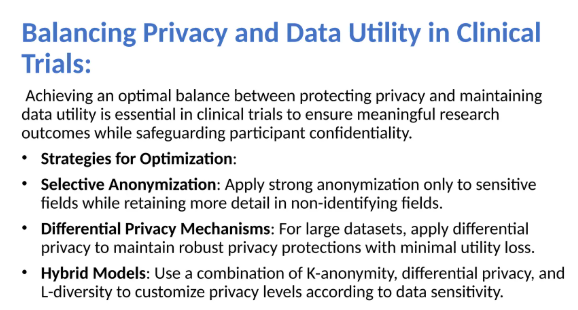 Balancing Privacy and Data Utility in Clinical
Trials:
Achieving an optimal balance between protecting privacy and maintaining
data utility is essential in clinical trials to ensure meaningful research
outcomes while safeguarding participant confidentiality.
• Strategies for Optimization:
• Selective Anonymization: Apply strong anonymization only to sensitive
fields while retaining more detail in non-identifying fields.
• Differential Privacy Mechanisms: For large datasets, apply differential
privacy to maintain robust privacy protections with minimal utility loss.
• Hybrid Models: Use a combination of K-anonymity, differential privacy, and
L-diversity to customize privacy levels according to data sensitivity.